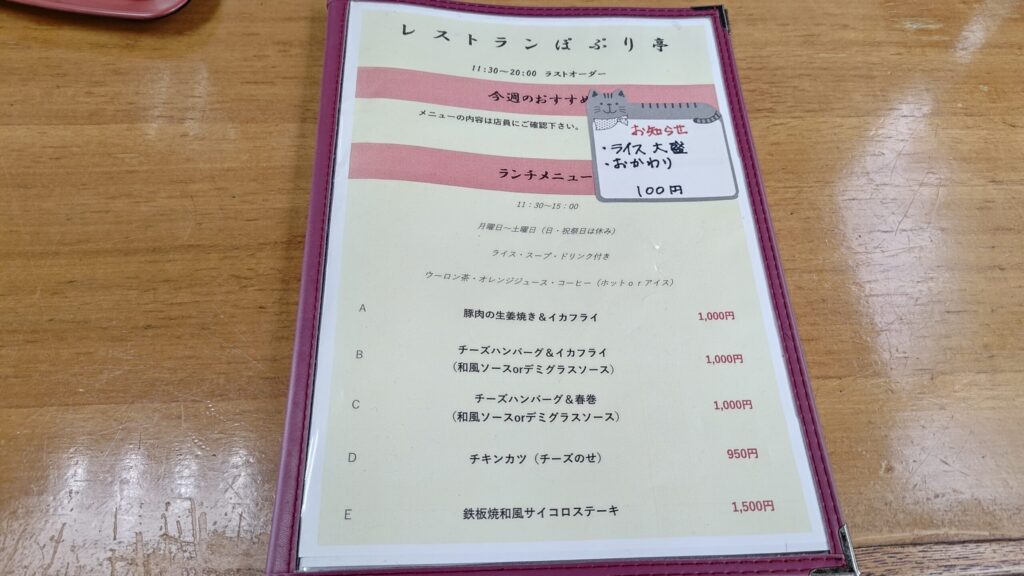 レストランぽぷり亭
11:30～20:00 ラストオーダー
今週のおすすめ
メニューの内容は店員にご確認下さい。
お知らせ
・ライス大盛
・おかわり
100円
ランチメニュー
11：30～15：00
月曜日～土曜日（日・祝祭日は休み）
ライス・スープ・ドリンク付き
ウーロン茶・オレンジジュース・コーヒー（ホットｏｒアイス）
A 豚肉の生姜焼き＆イカフライ 1,000円
B チーズハンバーグ＆イカフライ 1,000円
（和風ソースorデミグラスソース）
C チーズハンバーグ＆春巻 1,000円
（和風ソースorデミグラスソース）
D チキンカツ（チーズのせ） 950円
E 鉄板焼和風サイコロステーキ 1,500円